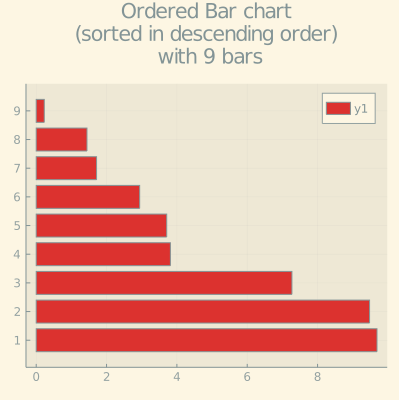 Ordered Bar chart
(sorted in descending order)
with 9 bars
y1
9
8
7
6
5
4
3
2
1
0 2 4 6 8